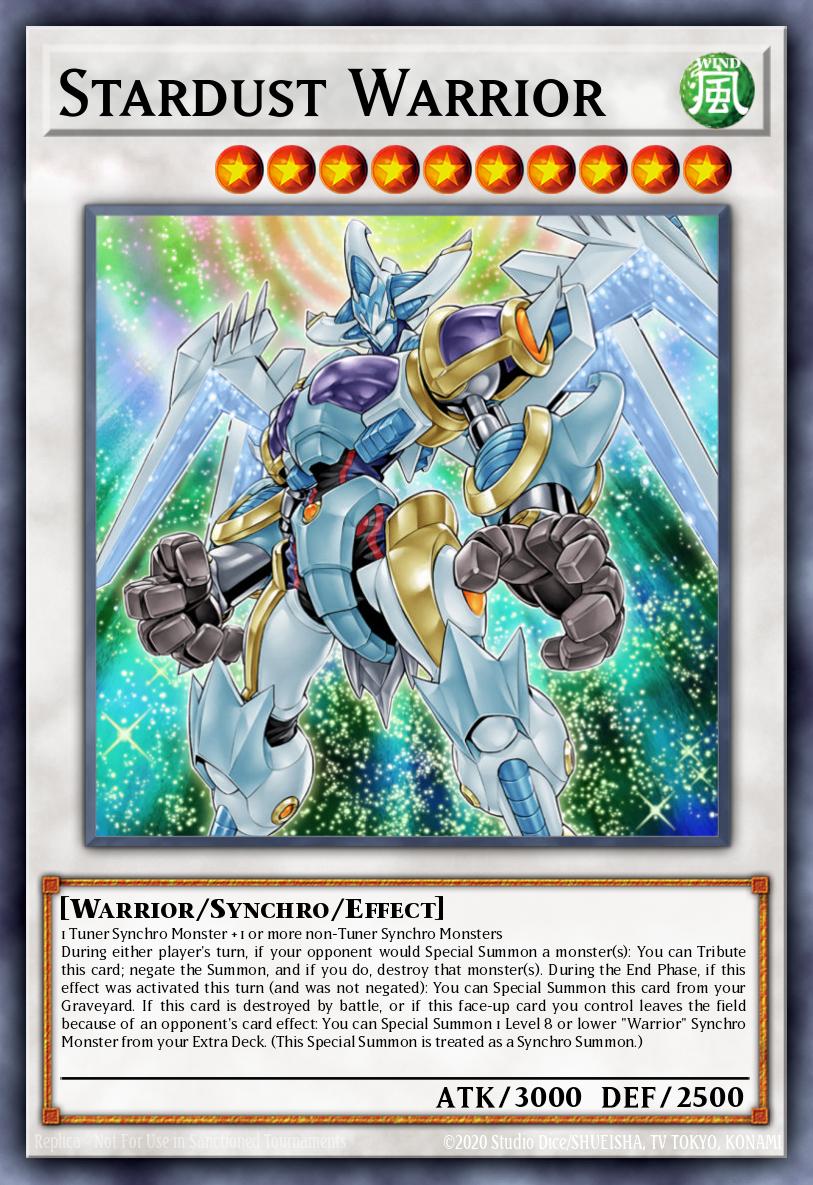 Stardust Warrior
WIND
風
[Warrior/Synchro/Effect]
1 Tuner Synchro Monster + 1 or more non-Tuner Synchro Monsters
During either player's turn, if your opponent would Special Summon a monster(s): You can Tribute
this card; negate the Summon, and if you do, destroy that monster(s). During the End Phase, if this
effect was activated this turn (and was not negated): You can Special Summon this card from your
Graveyard. If this card is destroyed by battle, or if this face-up card you control leaves the field
because of an opponent's card effect: You can Special Summon 1 Level 8 or lower "Warrior" Synchro
Monster from your Extra Deck. (This Special Summon is treated as a Synchro Summon.)
ATK/3000 DEF/2500
Replica - Not For Use in Sanctioned Tournaments ©2020 Studio Dice/SHUEISHA, TV TOKYO, KONAMI